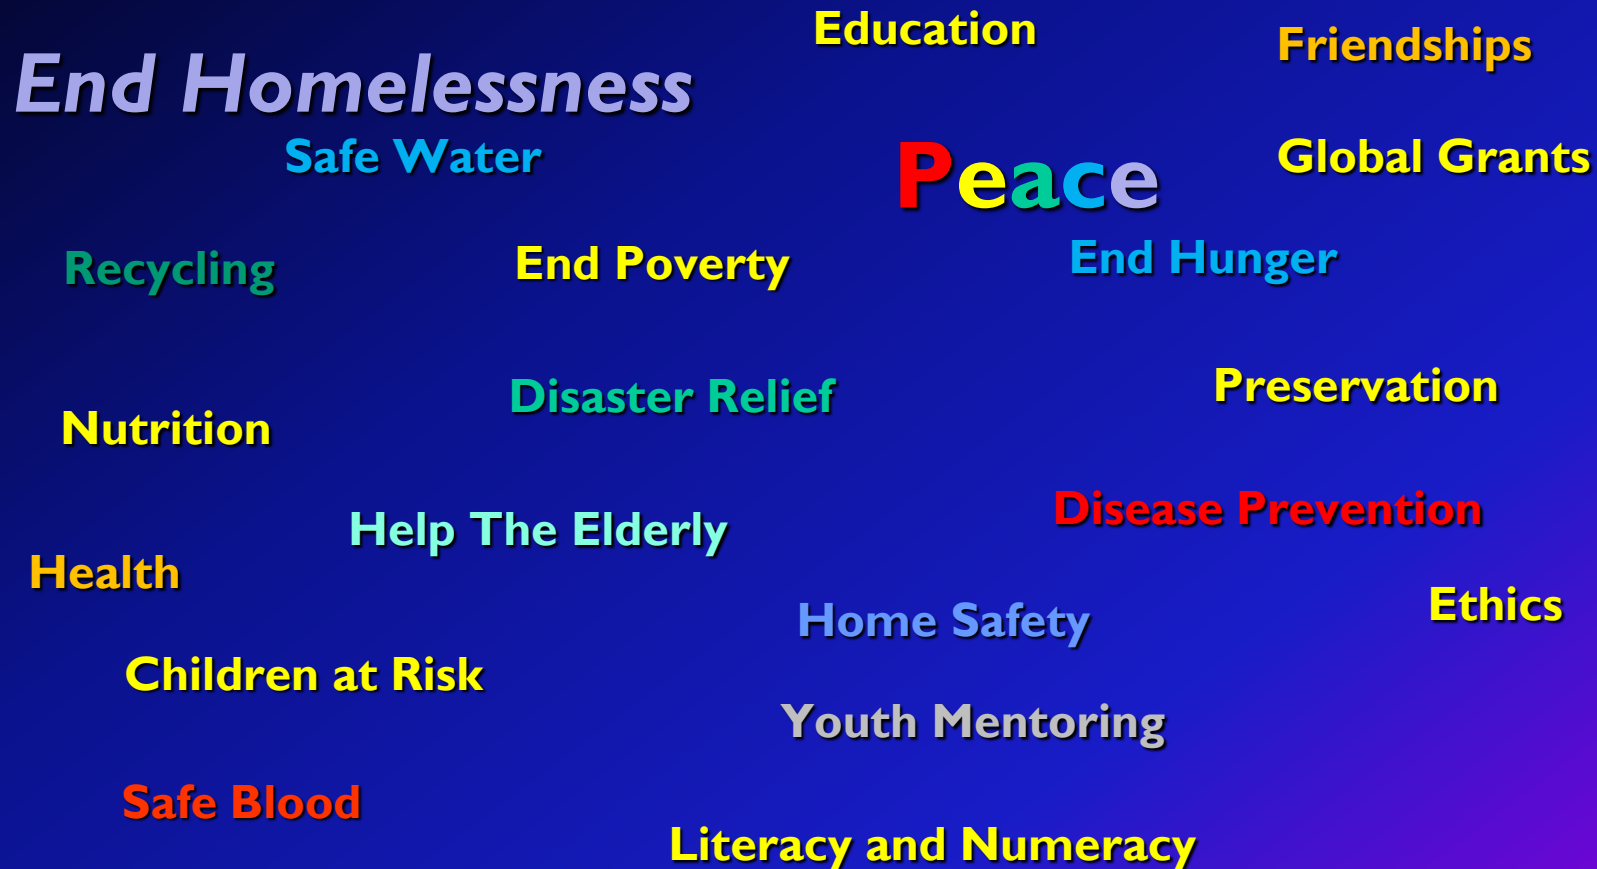 Education
Friendships
End Homelessness
Safe Water
Peace
Global Grants
Recycling
End Poverty
End Hunger
Disaster Relief
Preservation
Nutrition
Help The Elderly
Disease Prevention
Health
Home Safety
Ethics
Children at Risk
Youth Mentoring
Safe Blood
Literacy and Numeracy